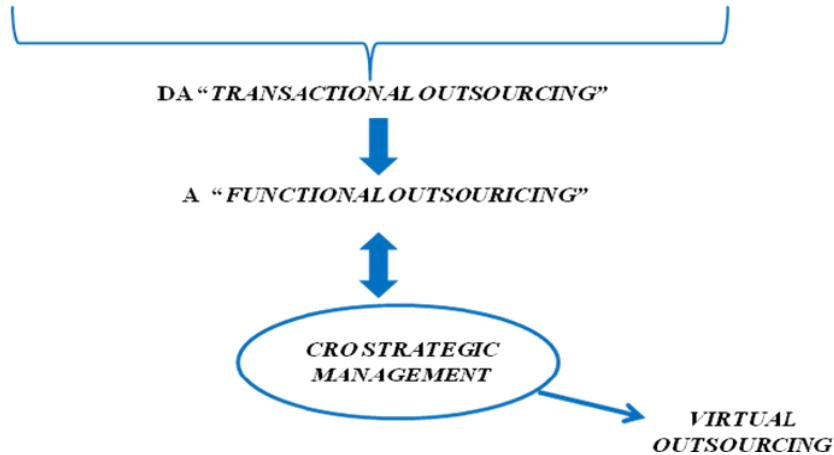 DA “TRANSACTIONAL OUTSOURCING”
A “FUNCTIONAL OUTSOURICING”
CRO STRATEGIC
MANAGEMENT
VIRTUAL
OUTSOURCING